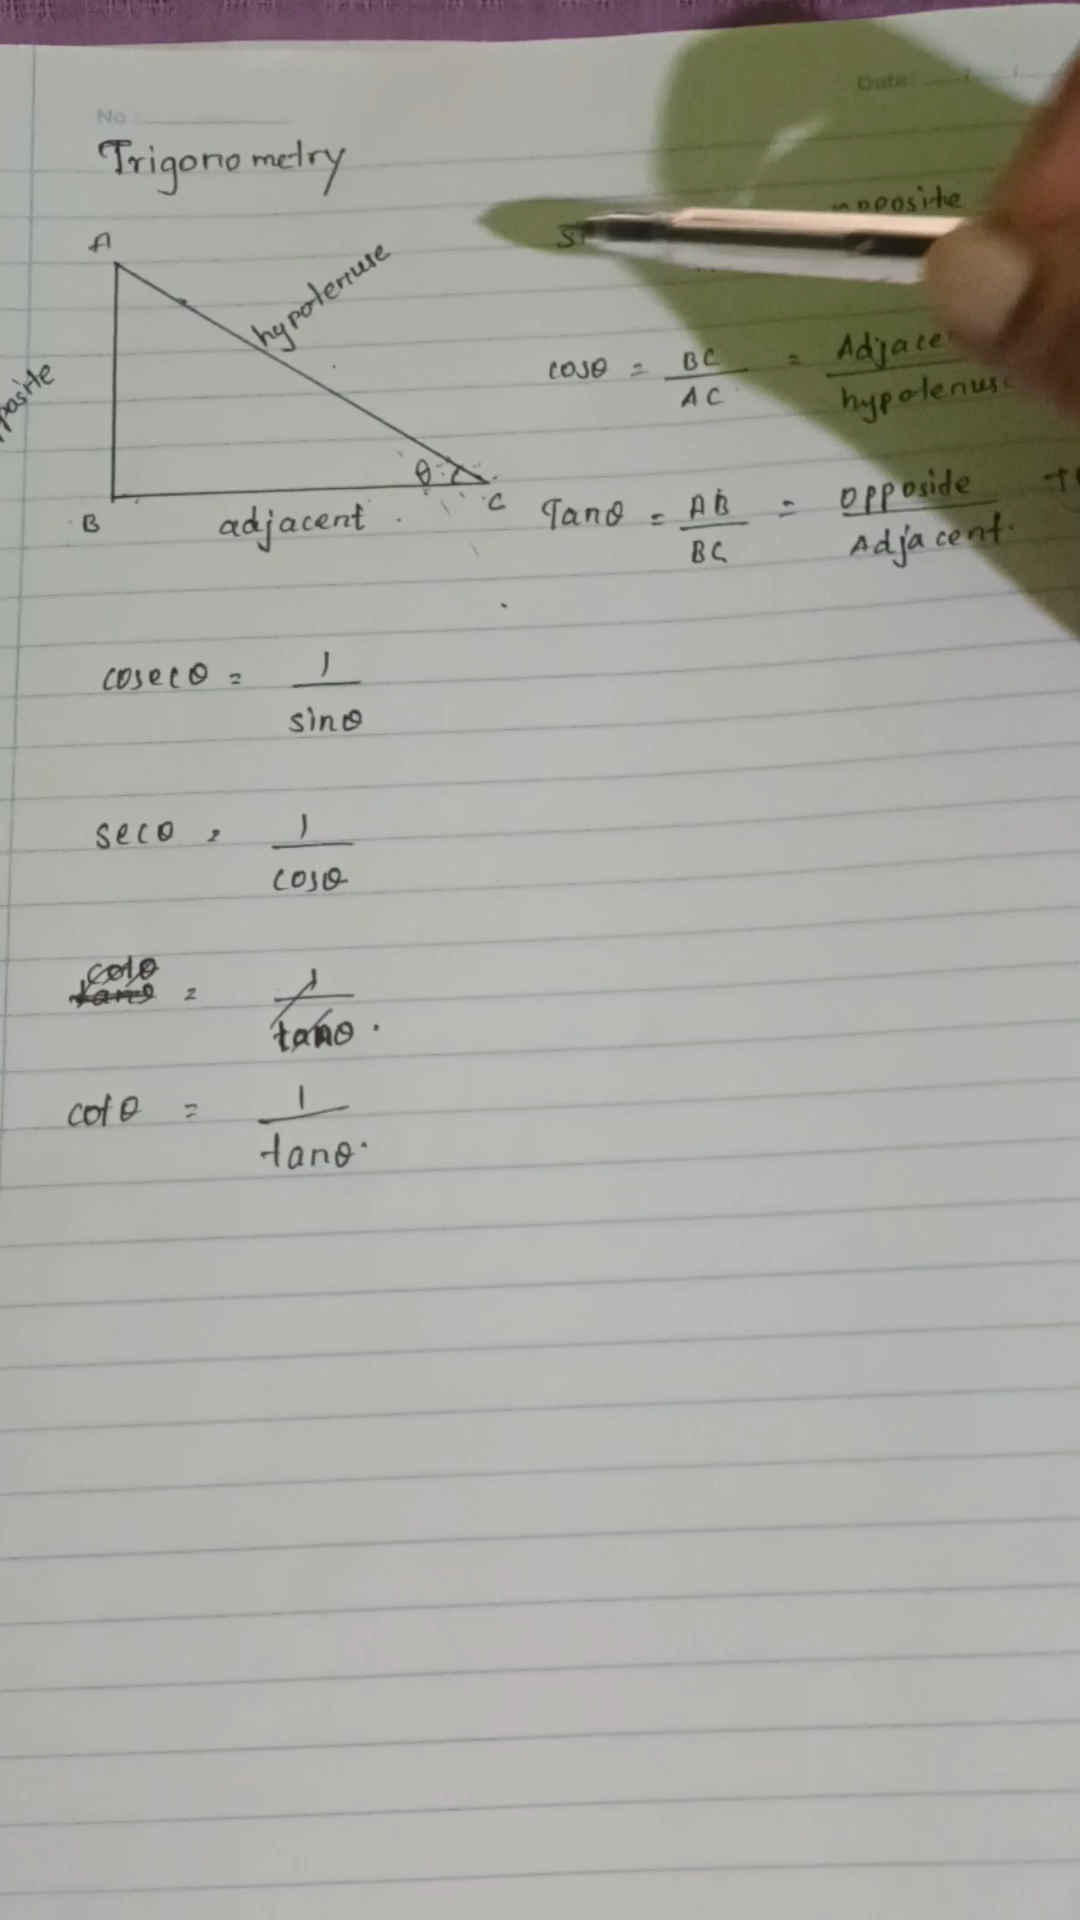 No :
Date:
Trigonometry
opposite
A
hypotenuse
cosθ = BC / AC = Adjace
hypotenus
θ
B
adjacent
C
Tanθ = AB / BC = opposide / Adjacent.
cosecθ = 1 / sinθ
secθ = 1 / cosθ
cotθ
tanθ = 1 / tanθ.
cotθ = 1 / tanθ.